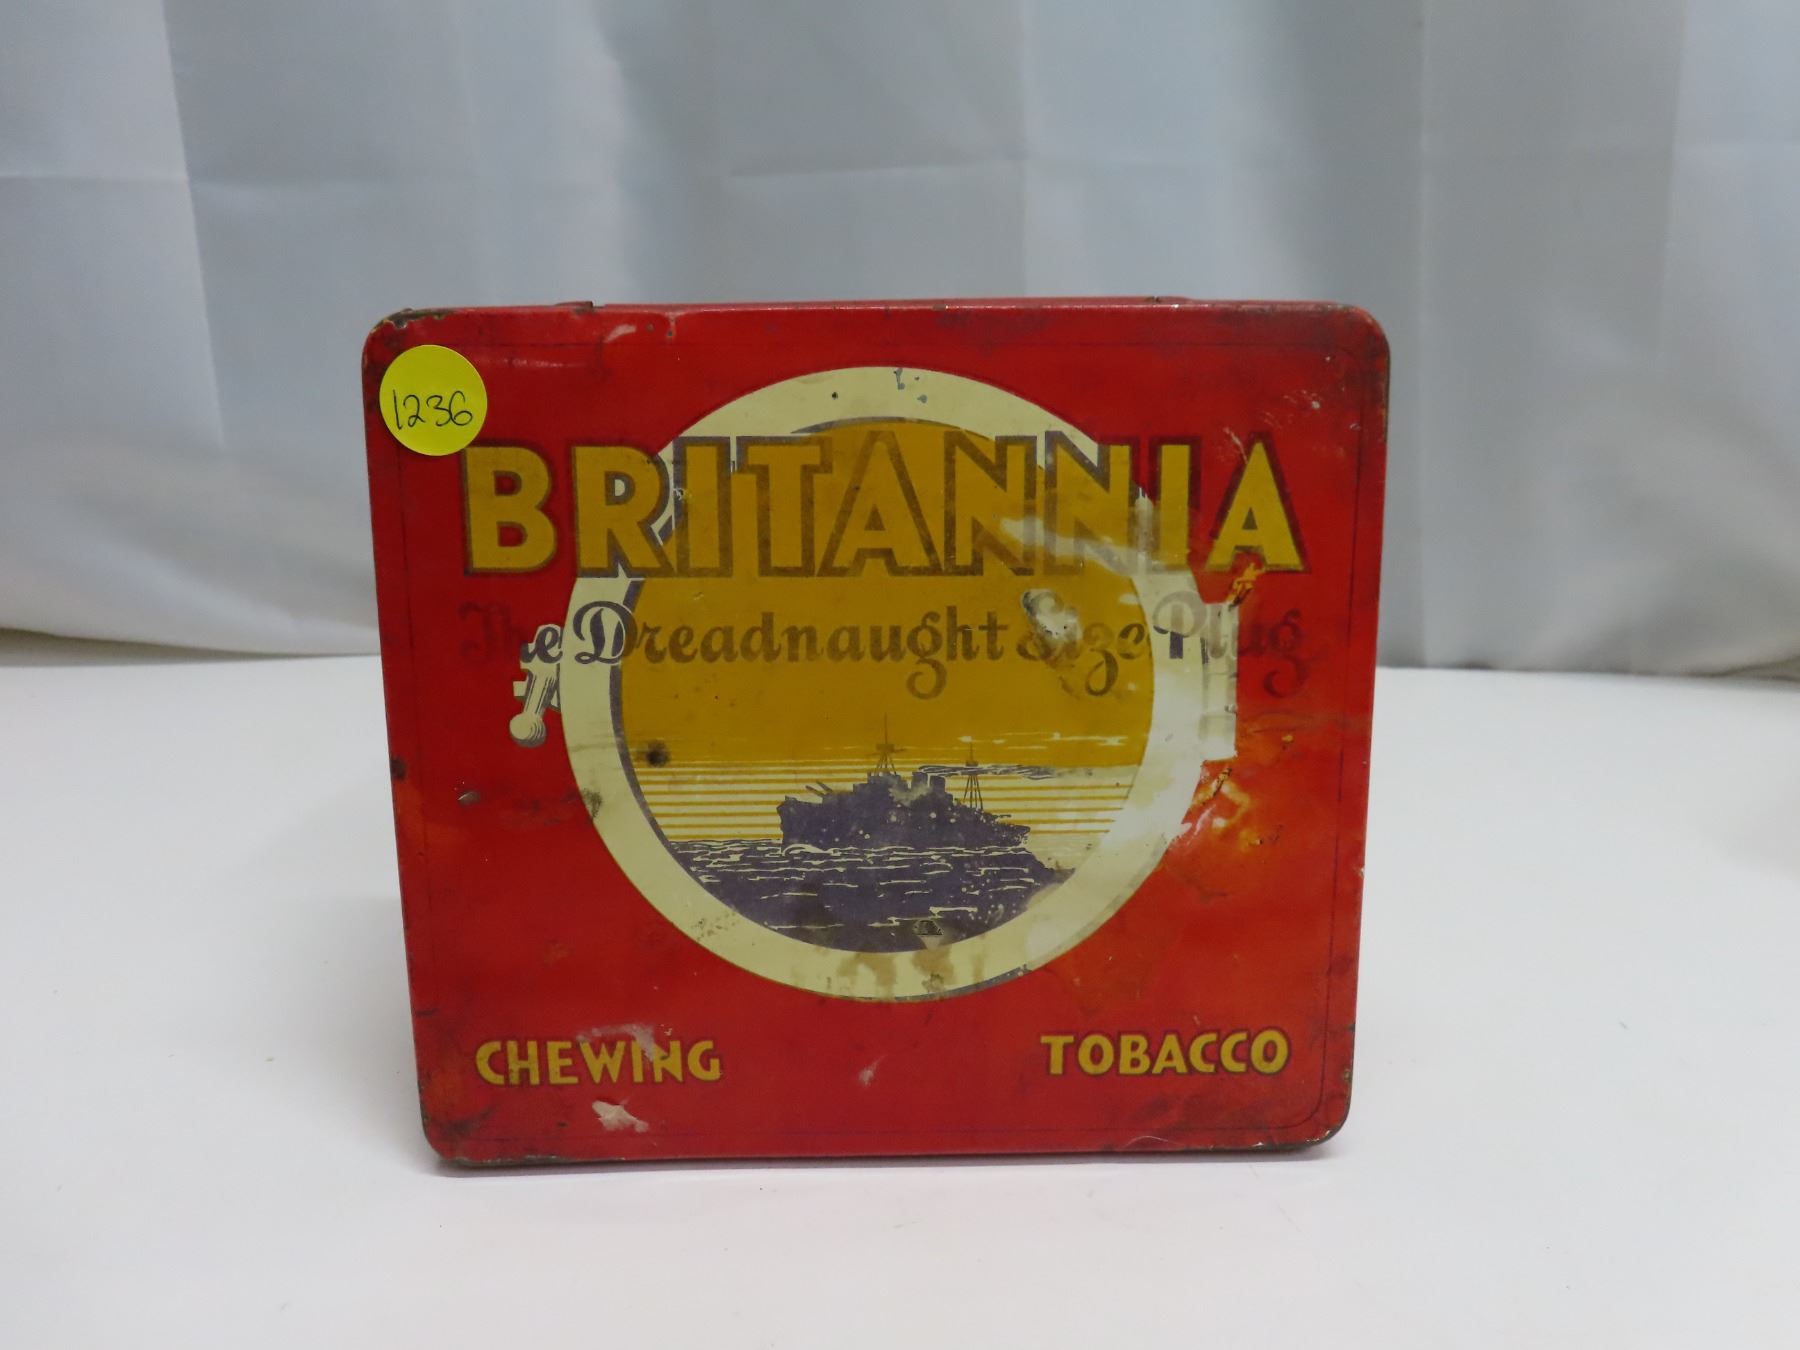 1236
BRITANNIA
The Dreadnaught Size Plug
CHEWING TOBACCO